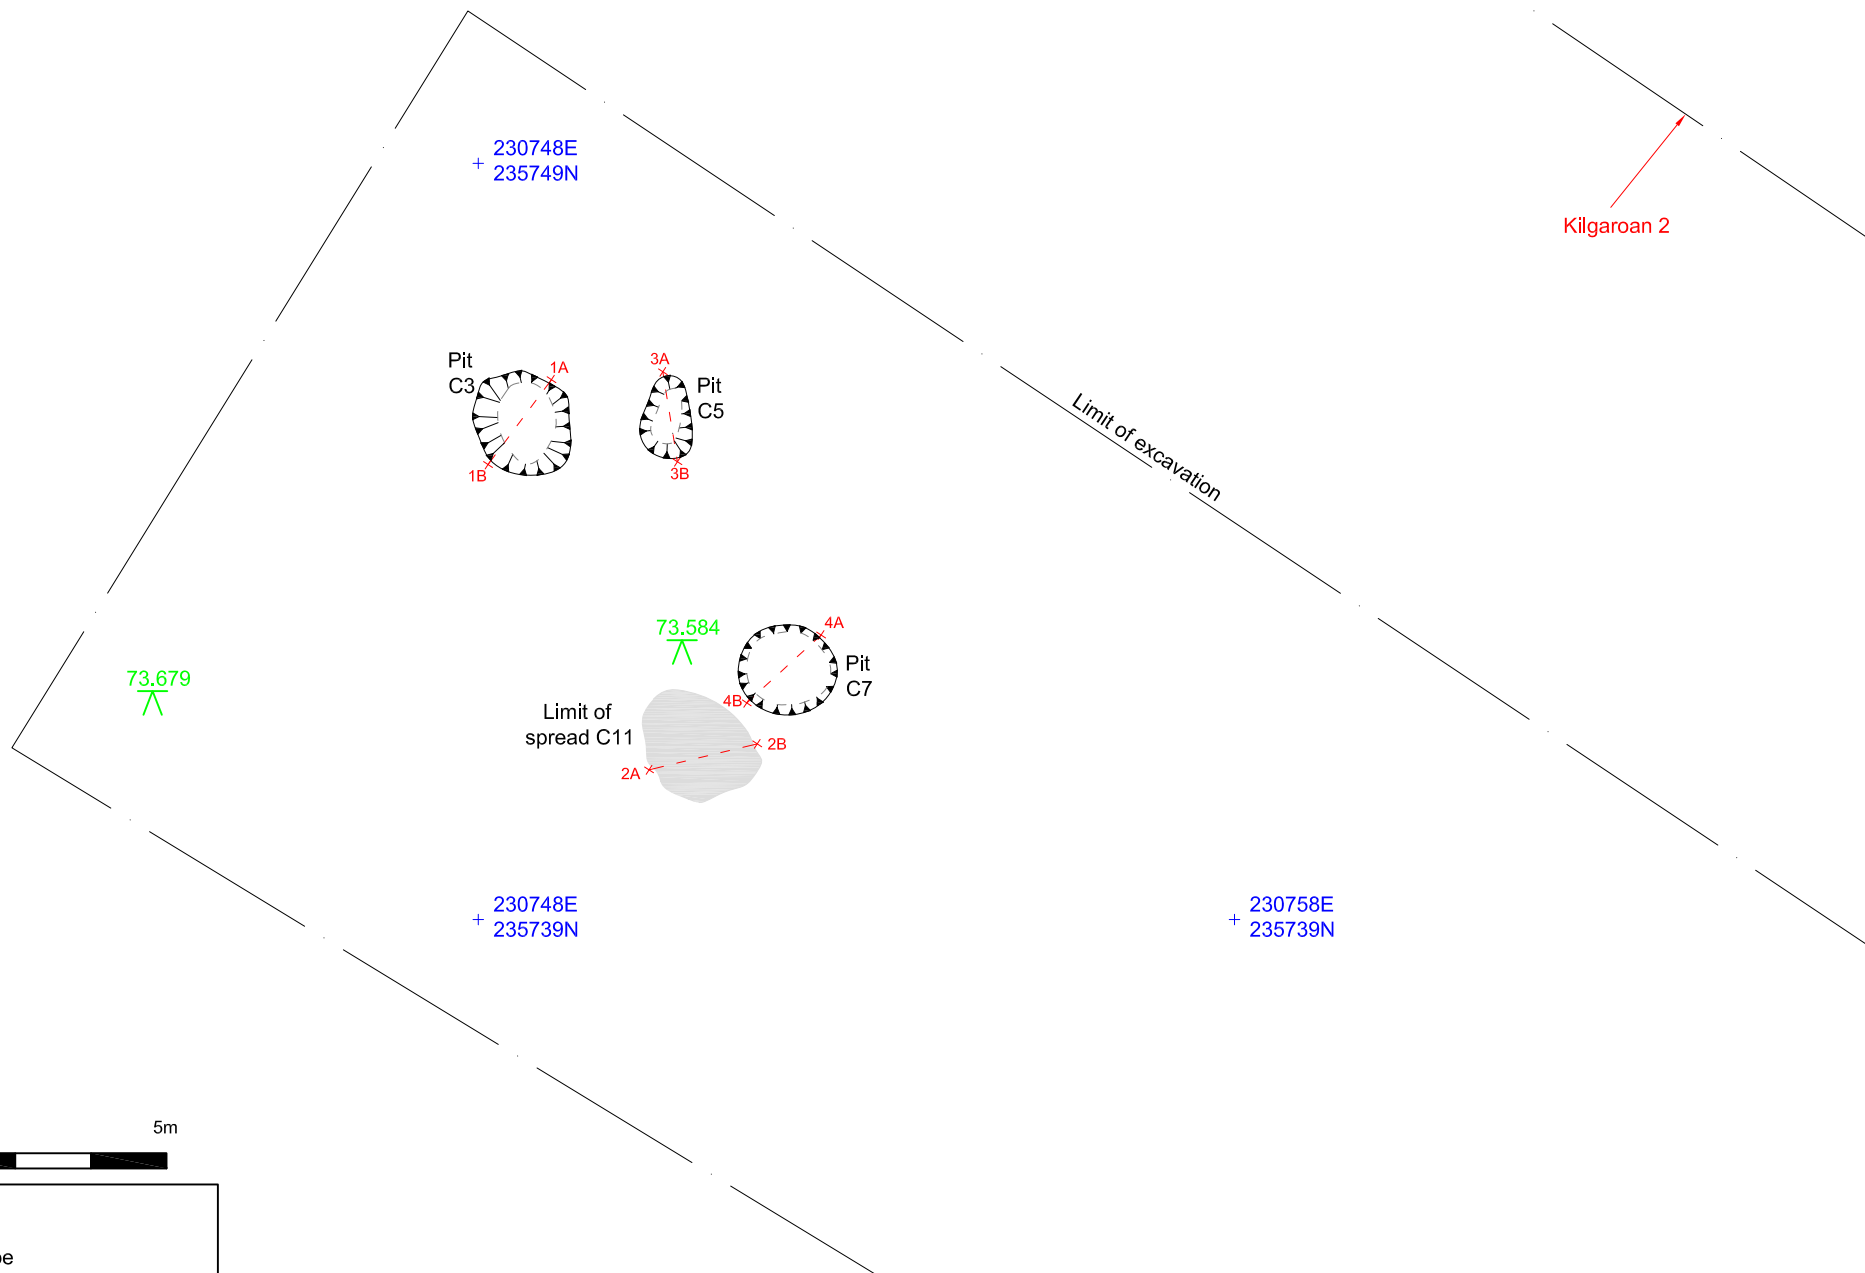 230748E
235749N
Kilgaroan 2
Pit
C3
1A
1B
3A
Pit
C5
3B
Limit of excavation
73.584
4A
Pit
C7
4B
73.679
Limit of
spread C11
2B
2A
230748E
235739N
230758E
235739N
5m